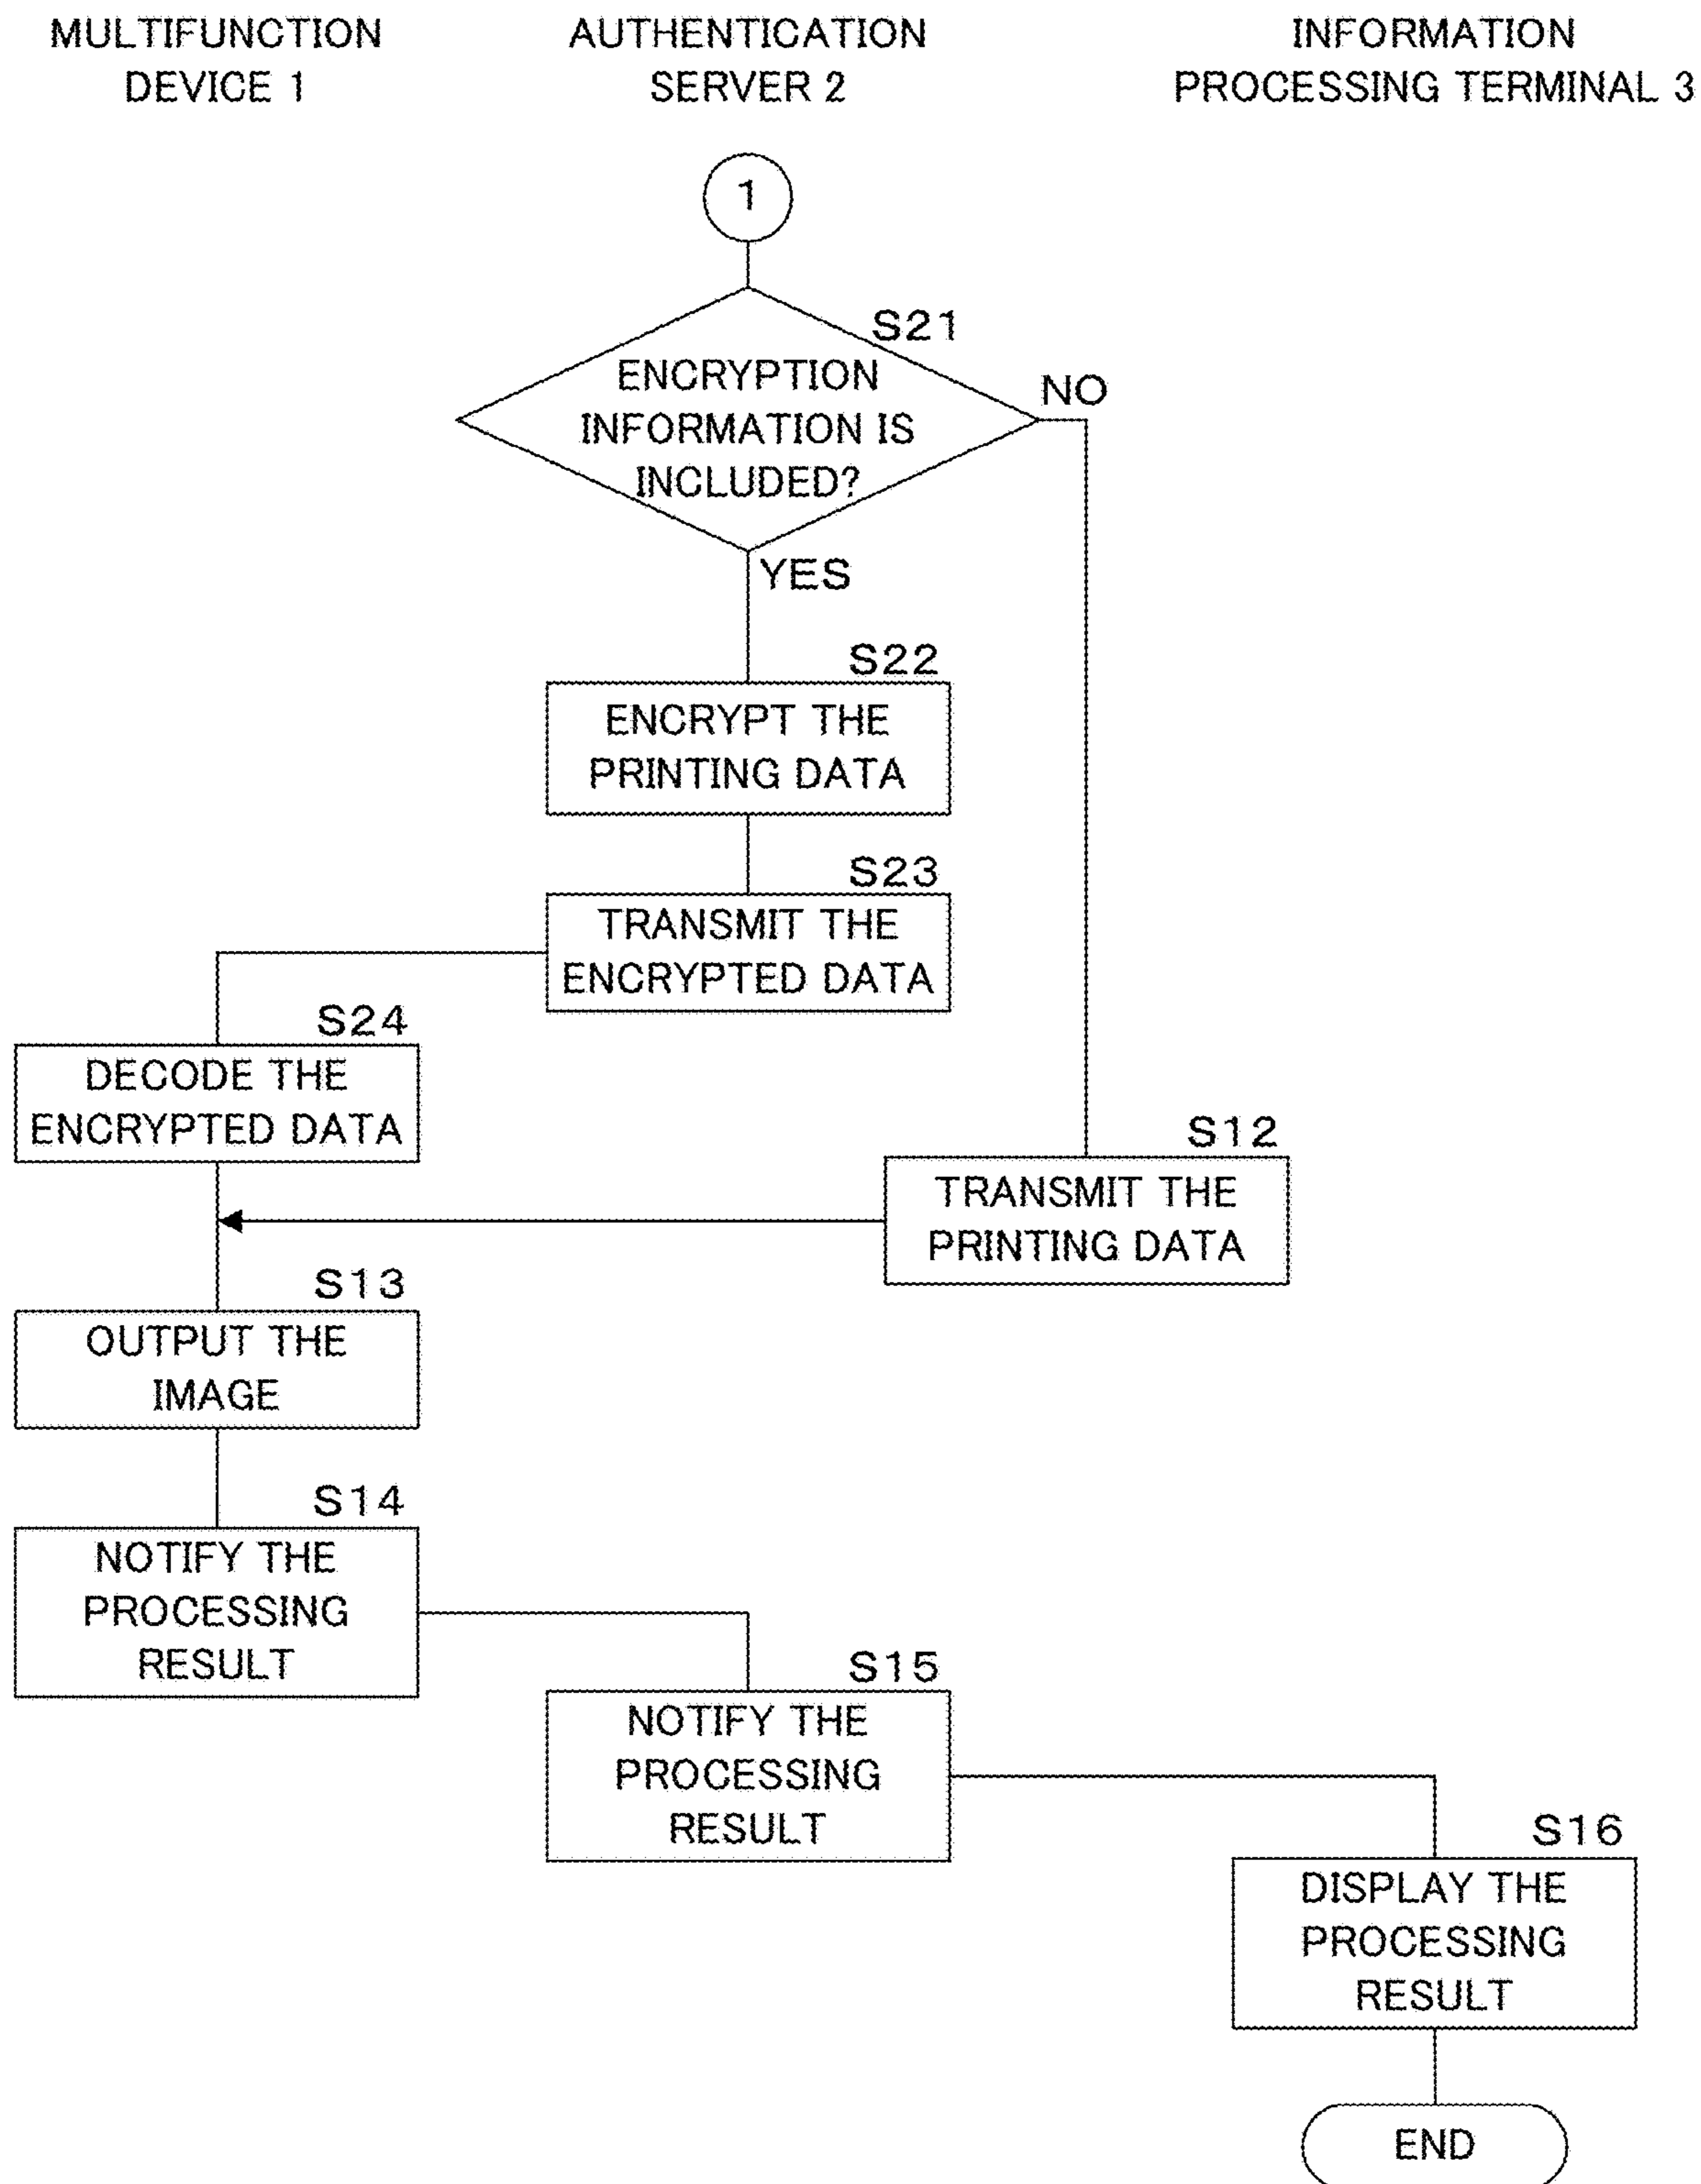 MULTIFUNCTION
DEVICE 1
AUTHENTICATION
SERVER 2
INFORMATION
PROCESSING TERMINAL 3
1
S21
ENCRYPTION
INFORMATION IS
INCLUDED?
NO
YES
S22
ENCRYPT THE
PRINTING DATA
S23
TRANSMIT THE
ENCRYPTED DATA
S24
DECODE THE
ENCRYPTED DATA
S12
TRANSMIT THE
PRINTING DATA
S13
OUTPUT THE
IMAGE
S14
NOTIFY THE
PROCESSING
RESULT
S15
NOTIFY THE
PROCESSING
RESULT
S16
DISPLAY THE
PROCESSING
RESULT
END